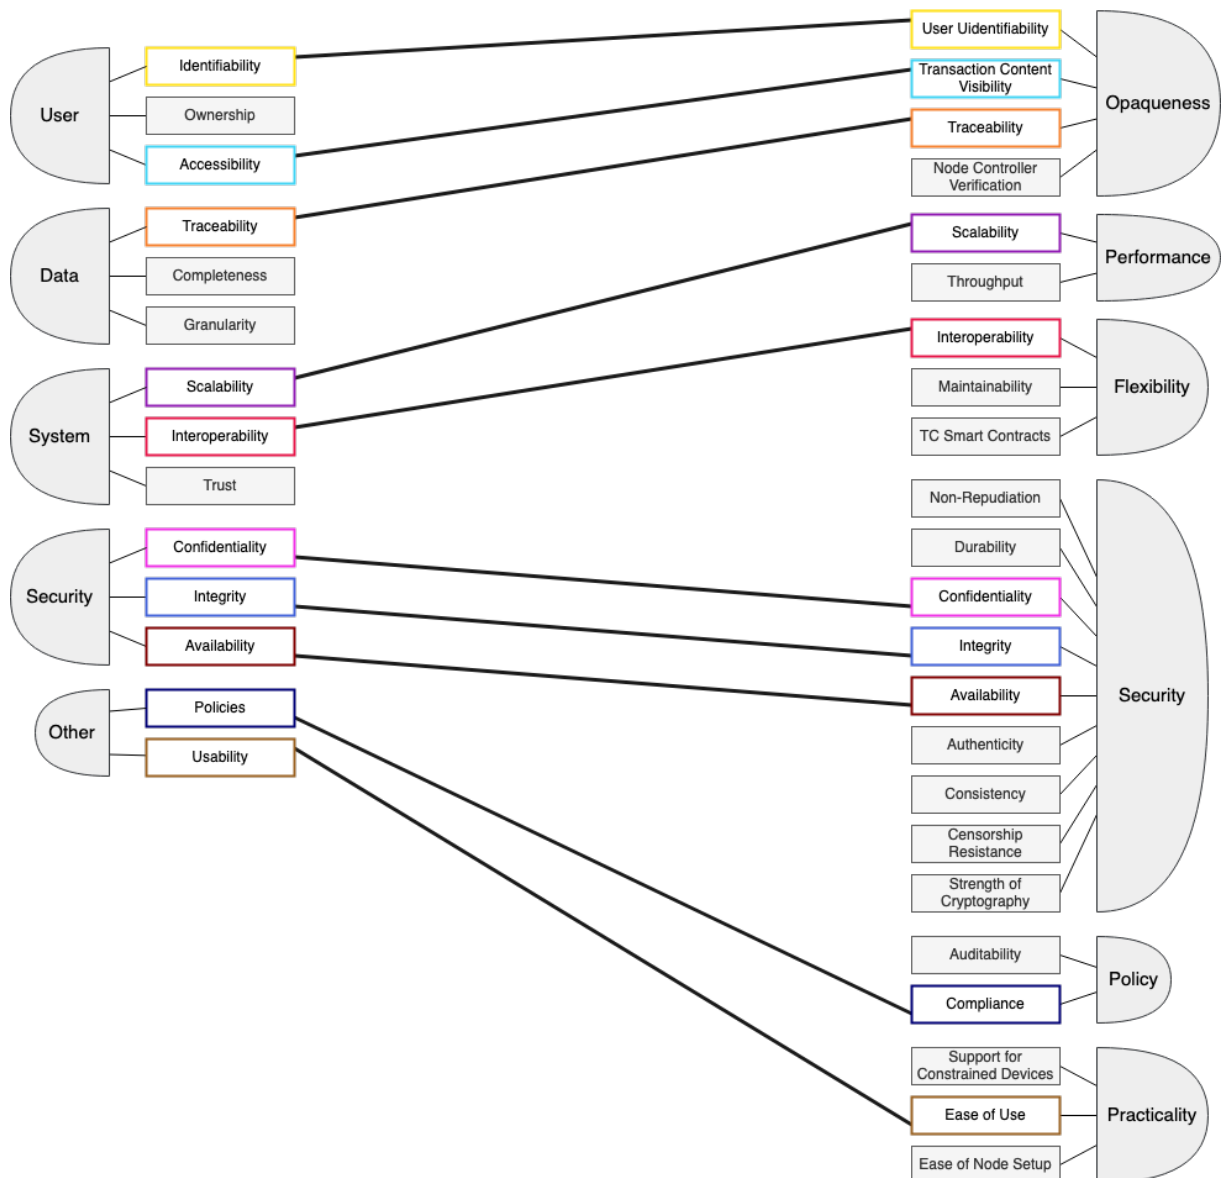 User
Identifiability
Ownership
Accessibility
Data
Traceability
Completeness
Granularity
System
Scalability
Interoperability
Trust
Security
Confidentiality
Integrity
Availability
Other
Policies
Usability
User Uidentifiability
Transaction Content
Visibility
Traceability
Node Controller
Verification
Opaqueness
Scalability
Throughput
Performance
Interoperability
Maintainability
TC Smart Contracts
Flexibility
Non-Repudiation
Durability
Confidentiality
Integrity
Availability
Authenticity
Consistency
Censorship
Resistance
Strength of
Cryptography
Security
Auditability
Compliance
Policy
Support for
Constrained Devices
Ease of Use
Ease of Node Setup
Practicality